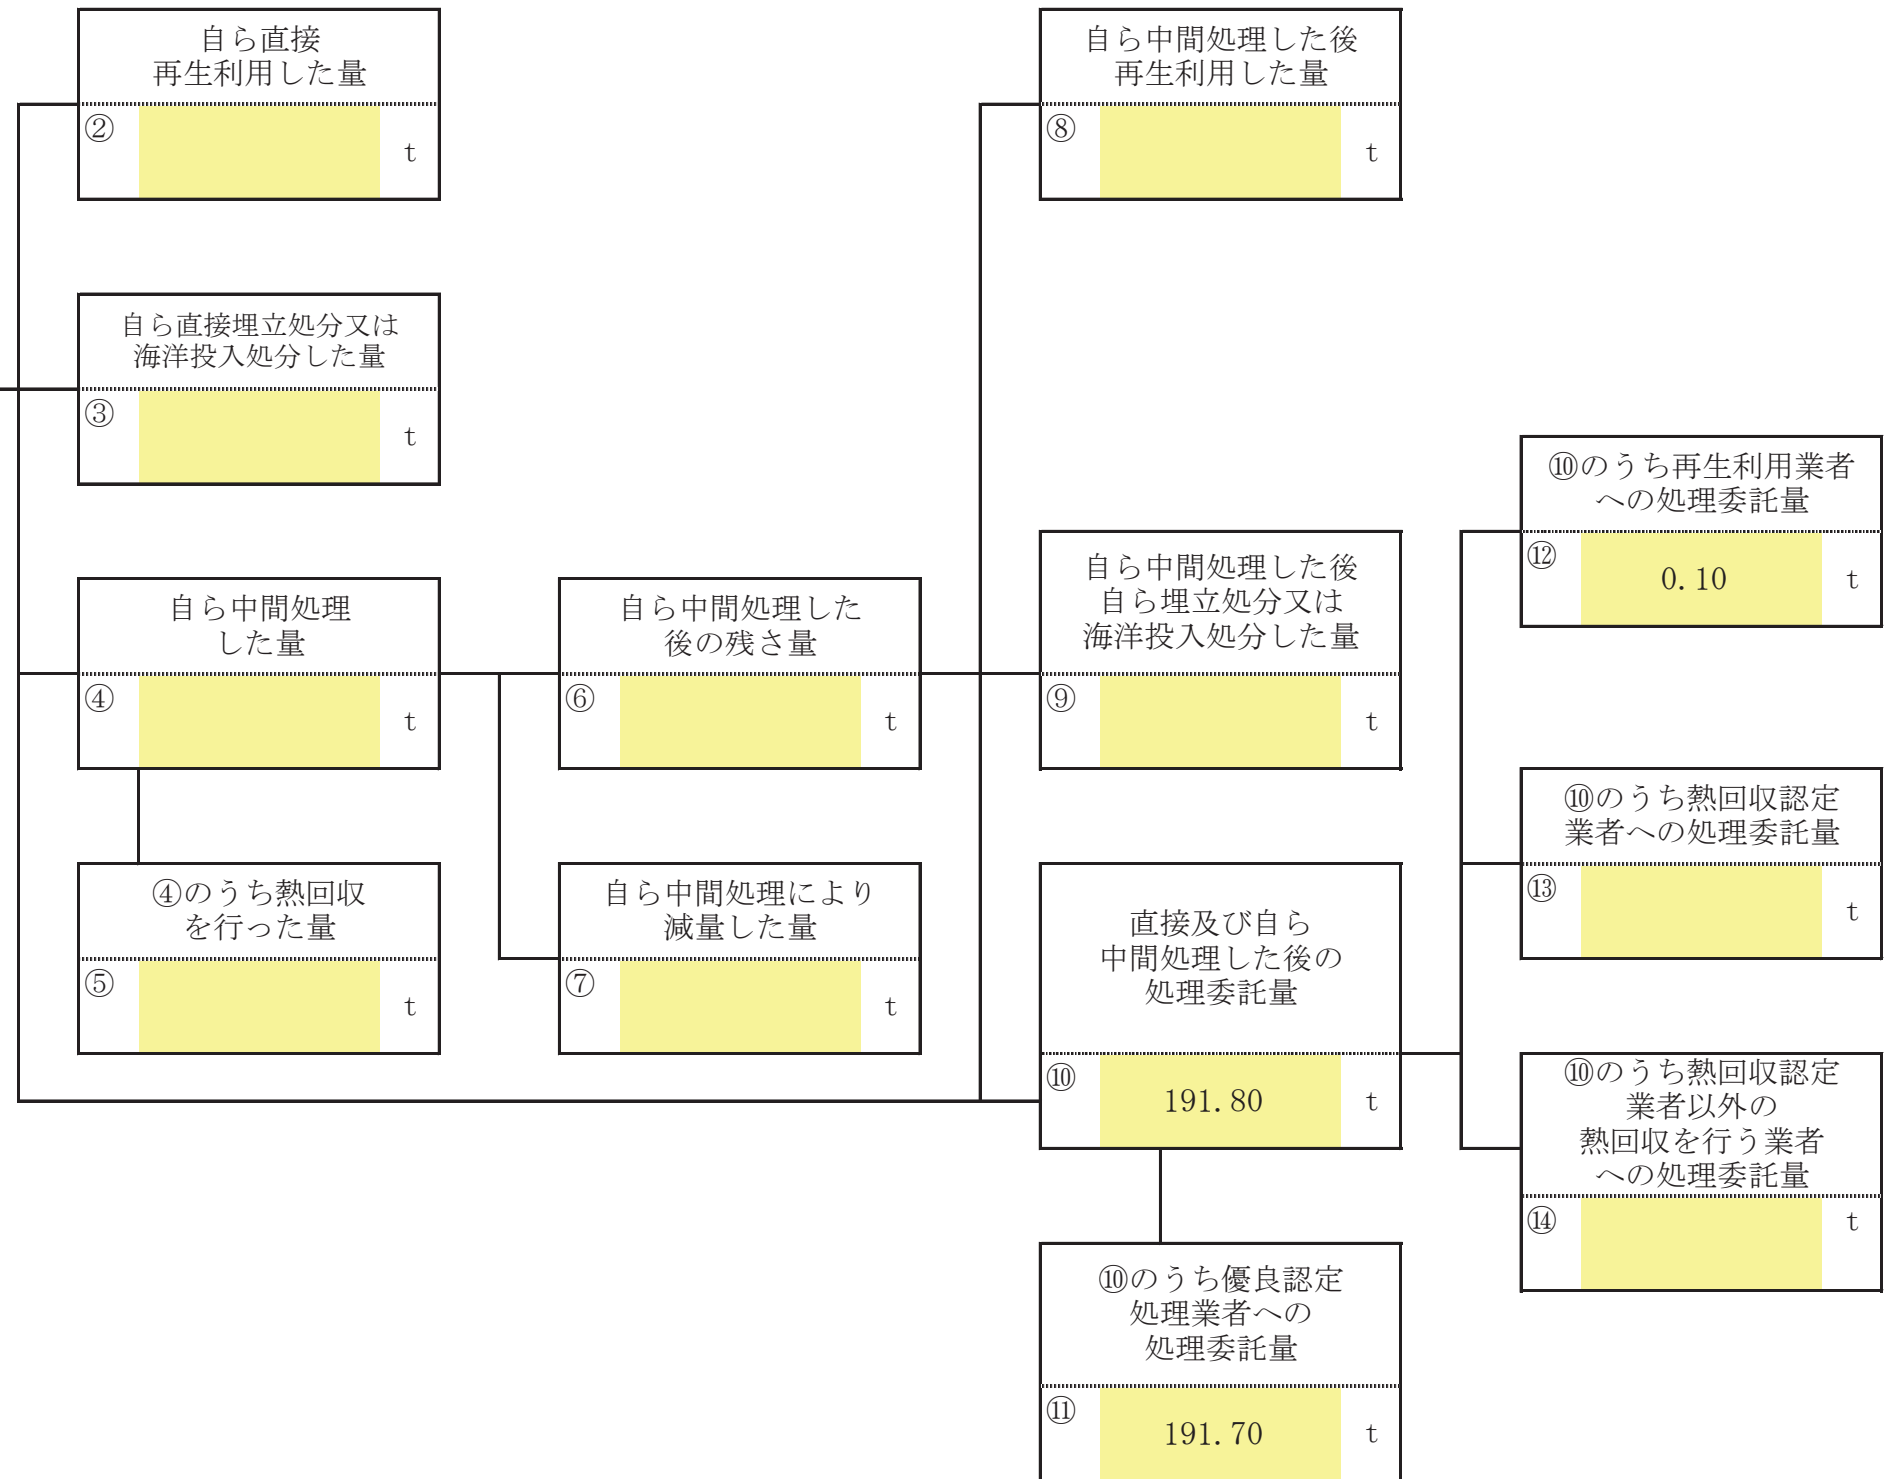 自ら直接
再生利用した量
②
t
自ら中間処理した後
再生利用した量
⑧
t
自ら直接埋立処分又は
海洋投入処分した量
③
t
⑩のうち再生利用業者
への処理委託量
⑫
0.10
t
自ら中間処理
した量
④
t
自ら中間処理した
後の残さ量
⑥
t
自ら中間処理した後
自ら埋立処分又は
海洋投入処分した量
⑨
t
⑩のうち熱回収認定
業者への処理委託量
⑬
t
④のうち熱回収
を行った量
⑤
t
自ら中間処理により
減量した量
⑦
t
直接及び自ら
中間処理した後の
処理委託量
⑩
191.80
t
⑩のうち熱回収認定
業者以外の
熱回収を行う業者
への処理委託量
⑭
t
⑩のうち優良認定
処理業者への
処理委託量
⑪
191.70
t